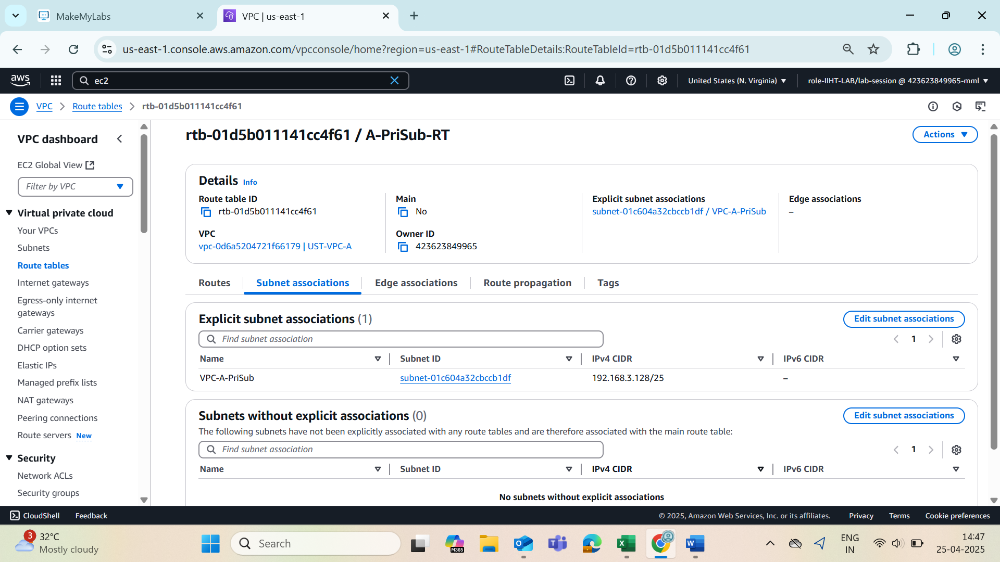 MakeMyLabs
VPC | us-east-1
us-east-1.console.aws.amazon.com/vpcconsole/home?region=us-east-1#RouteTableDetails:RouteTableId=rtb-01d5b011141cc4f61
aws
ec2
United States (N. Virginia)
role-IIHT-LAB/lab-session @ 423623849965-mml
VPC
Route tables
rtb-01d5b011141cc4f61
VPC dashboard
EC2 Global View
Filter by VPC
Virtual private cloud
Your VPCs
Subnets
Route tables
Internet gateways
Egress-only internet
gateways
Carrier gateways
DHCP option sets
Elastic IPs
Managed prefix lists
NAT gateways
Peering connections
Route servers New
Security
Network ACLs
Security groups
rtb-01d5b011141cc4f61 / A-PriSub-RT
Actions
Details Info
Route table ID
rtb-01d5b011141cc4f61
Main
No
Explicit subnet associations
subnet-01c604a32cbccb1df / VPC-A-PriSub
Edge associations
–
VPC
vpc-0d6a5204721f66179 | UST-VPC-A
Owner ID
423623849965
Routes
Subnet associations
Edge associations
Route propagation
Tags
Explicit subnet associations (1)
Edit subnet associations
Find subnet association
1
Name
Subnet ID
IPv4 CIDR
IPv6 CIDR
VPC-A-PriSub
subnet-01c604a32cbccb1df
192.168.3.128/25
–
Subnets without explicit associations (0)
Edit subnet associations
The following subnets have not been explicitly associated with any route tables and are therefore associated with the main route table:
Find subnet association
1
Name
Subnet ID
IPv4 CIDR
IPv6 CIDR
No subnets without explicit associations
CloudShell
Feedback
© 2025, Amazon Web Services, Inc. or its affiliates.
Privacy
Terms
Cookie preferences
3
32°C
Mostly cloudy
Search
M365
ENG
IN
14:47
25-04-2025